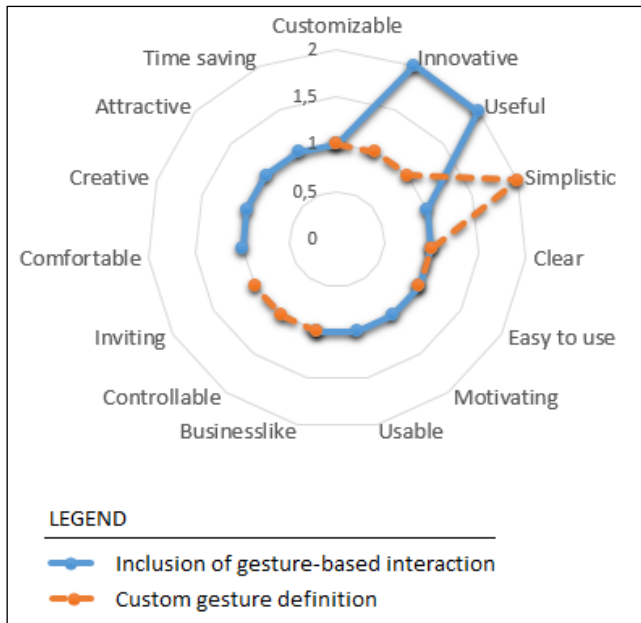 Customizable
2
Time saving
Innovative
1,5
Attractive
Useful
1
Creative
Simplistic
0,5
0
Comfortable
Clear
Inviting
Easy to use
Controllable
Motivating
Businesslike
Usable
LEGEND
Inclusion of gesture-based interaction
Custom gesture definition